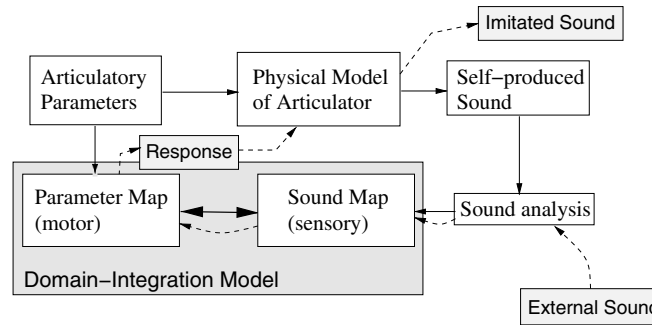 Imitated Sound
Articulatory
Parameters
Physical Model
of Articulator
Self−produced
Sound
Response
Parameter Map
(motor)
Sound Map
(sensory)
Sound analysis
Domain−Integration Model
External Sound